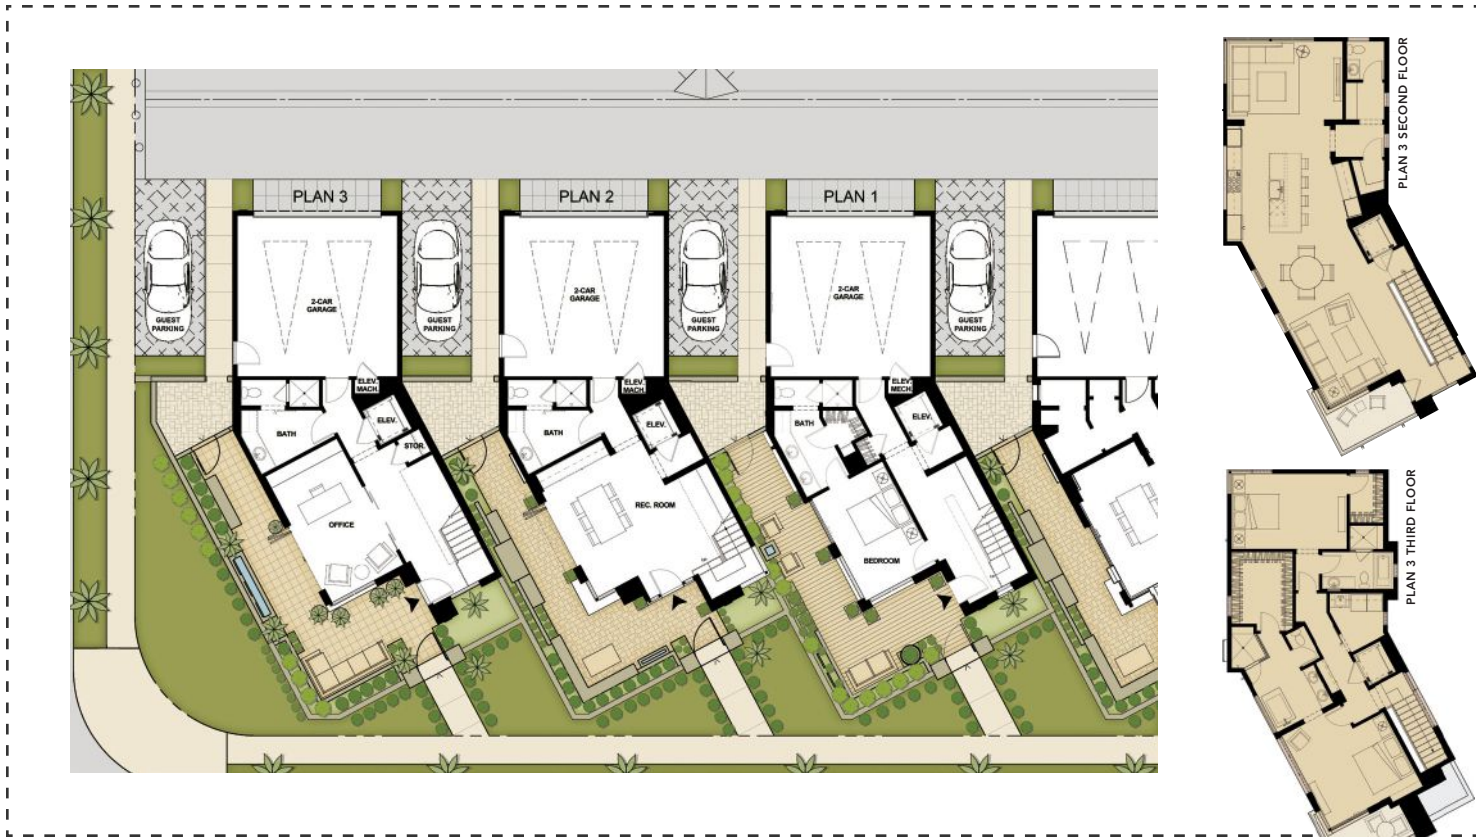 PLAN 3
PLAN 2
PLAN 1
2-CAR
GARAGE
2-CAR
GARAGE
2-CAR
GARAGE
GUEST
PARKING
GUEST
PARKING
GUEST
PARKING
GUEST
PARKING
ELEV.
MACH.
ELEV.
MACH.
ELEV.
MECH.
BATH
ELEV.
STOR.
BATH
ELEV.
BATH
ELEV.
OFFICE
REC. ROOM
BEDROOM
PLAN 3 SECOND FLOOR
PLAN 3 THIRD FLOOR